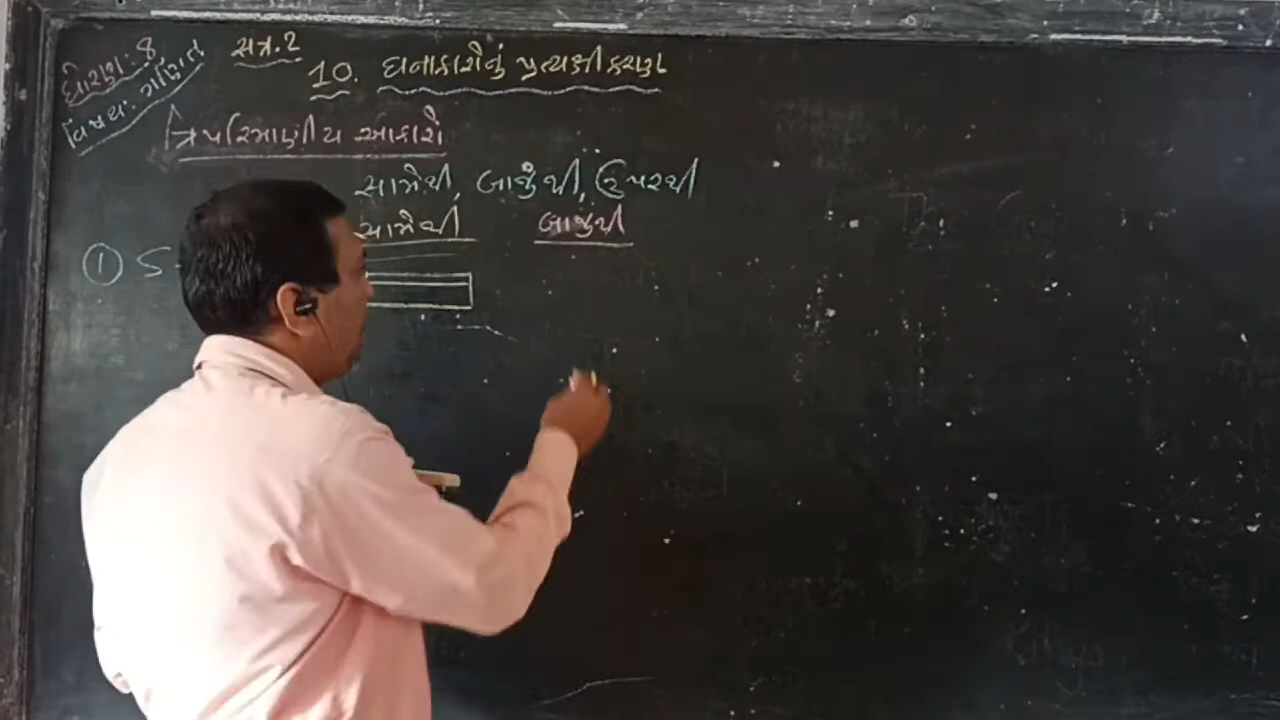 ધોરણ : 8
વિષય : ગણિત
સત્ર. 2
10. ઘનાકારોનું પ્રત્યક્ષીકરણ
ત્રિપરિમાણીય આકારો
સામેથી, બાજુથી, ઉપરથી
સામેથી બાજુથી
①